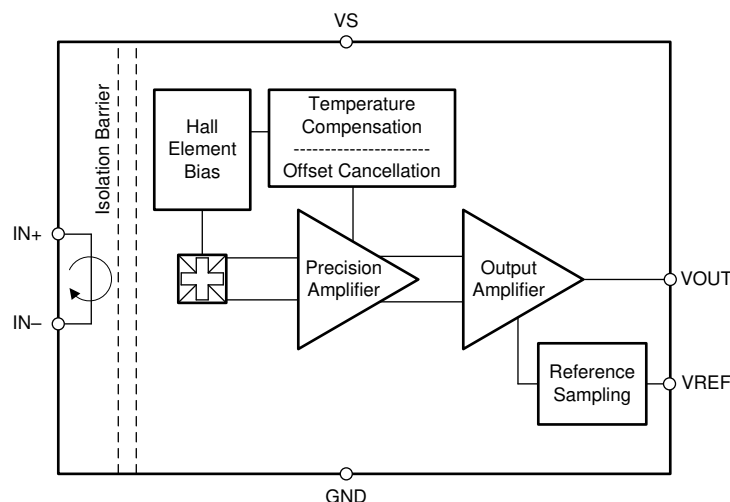 VS
Isolation Barrier
Hall
Element
Bias
Temperature
Compensation
Offset Cancellation
IN+
IN–
Precision
Amplifier
Output
Amplifier
VOUT
Reference
Sampling
VREF
GND